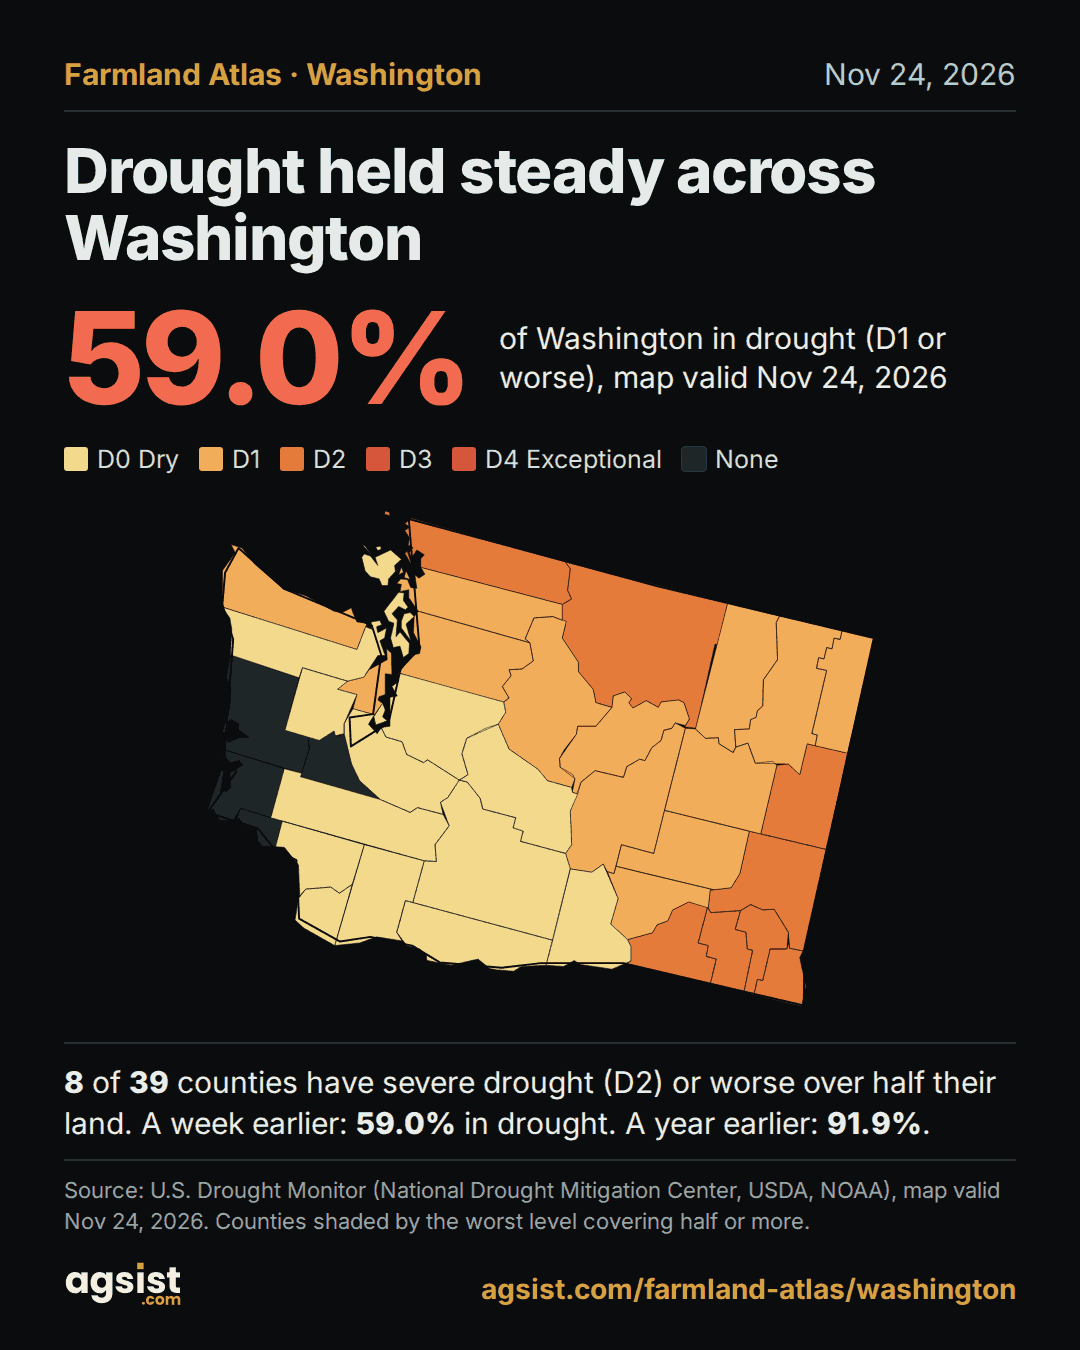 Farmland Atlas · Washington
Nov 24, 2026
Drought held steady across
Washington
59.0%
of Washington in drought (D1 or
worse), map valid Nov 24, 2026
D0 Dry D1 D2 D3 D4 Exceptional None
8 of 39 counties have severe drought (D2) or worse over half their
land. A week earlier: 59.0% in drought. A year earlier: 91.9%.
Source: U.S. Drought Monitor (National Drought Mitigation Center, USDA, NOAA), map valid
Nov 24, 2026. Counties shaded by the worst level covering half or more.
agsist
.com
agsist.com/farmland-atlas/washington